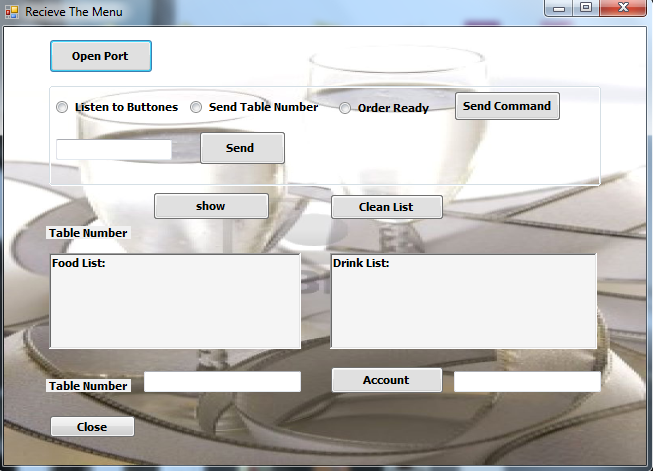 Recieve The Menu
Open Port
Listen to Buttones Send Table Number Order Ready Send Command
Send
show Clean List
Table Number
Food List: Drink List:
Table Number Account
Close